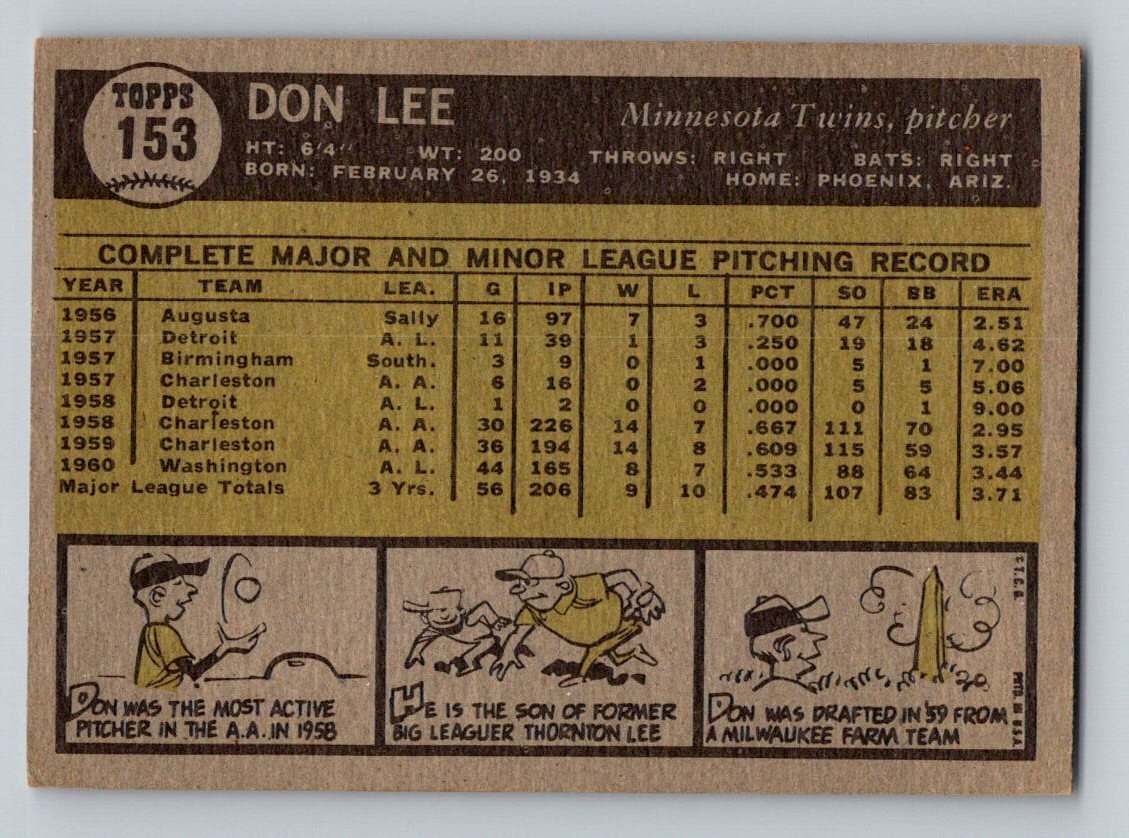 TOPPS
153
DON LEE
Minnesota Twins, pitcher
HT: 6'4" WT: 200 THROWS: RIGHT BATS: RIGHT
BORN: FEBRUARY 26, 1934 HOME: PHOENIX, ARIZ.
COMPLETE MAJOR AND MINOR LEAGUE PITCHING RECORD
YEAR TEAM LEA. G IP W L PCT SO BB ERA
1956 Augusta Sally 16 97 7 3 .700 47 24 2.51
1957 Detroit A. L. 11 39 1 3 .250 19 18 4.62
1957 Birmingham South. 3 9 0 1 .000 5 1 7.00
1957 Charleston A. A. 6 16 0 2 .000 5 5 5.06
1958 Detroit A. L. 1 2 0 0 .000 0 1 9.00
1958 Charleston A. A. 30 226 14 7 .667 111 70 2.95
1959 Charleston A. A. 36 194 14 8 .609 115 59 3.57
1960 Washington A. L. 44 165 8 7 .533 88 64 3.44
Major League Totals 3 Yrs. 56 206 9 10 .474 107 83 3.71
DON WAS THE MOST ACTIVE
PITCHER IN THE A.A. IN 1958
HE IS THE SON OF FORMER
BIG LEAGUER THORNTON LEE
DON WAS DRAFTED IN '59 FROM
A MILWAUKEE FARM TEAM
PRTD. IN U.S.A.